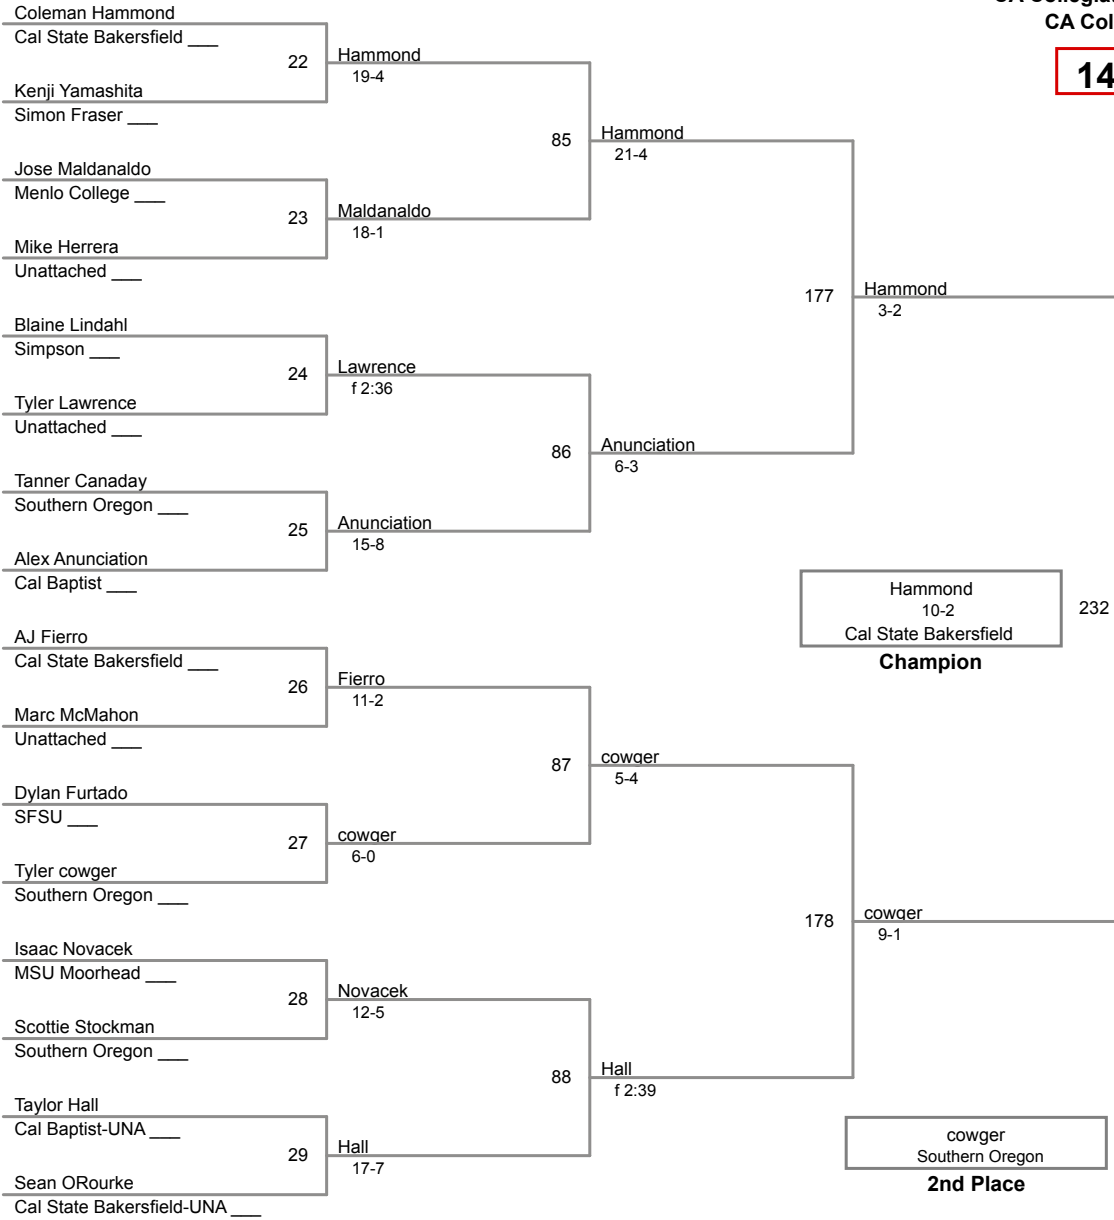 Coleman Hammond
Cal State Bakersfield ___
22
Hammond
19-4
Kenji Yamashita
Simon Fraser ___
85
Hammond
21-4
Jose Maldanaldo
Menlo College ___
23
Maldanaldo
18-1
Mike Herrera
Unattached ___
177
Hammond
3-2
Blaine Lindahl
Simpson ___
24
Lawrence
f 2:36
Tyler Lawrence
Unattached ___
86
Anunciation
6-3
Tanner Canaday
Southern Oregon ___
25
Anunciation
15-8
Alex Anunciation
Cal Baptist ___
Hammond
10-2
Cal State Bakersfield
232
Champion
AJ Fierro
Cal State Bakersfield ___
26
Fierro
11-2
Marc McMahon
Unattached ___
87
cowger
5-4
Dylan Furtado
SFSU ___
27
cowger
6-0
Tyler cowger
Southern Oregon ___
178
cowger
9-1
Isaac Novacek
MSU Moorhead ___
28
Novacek
12-5
Scottie Stockman
Southern Oregon ___
88
Hall
f 2:39
Taylor Hall
Cal Baptist-UNA ___
29
Hall
17-7
Sean ORourke
Cal State Bakersfield-UNA ___
cowger
Southern Oregon
2nd Place
CA Col
14